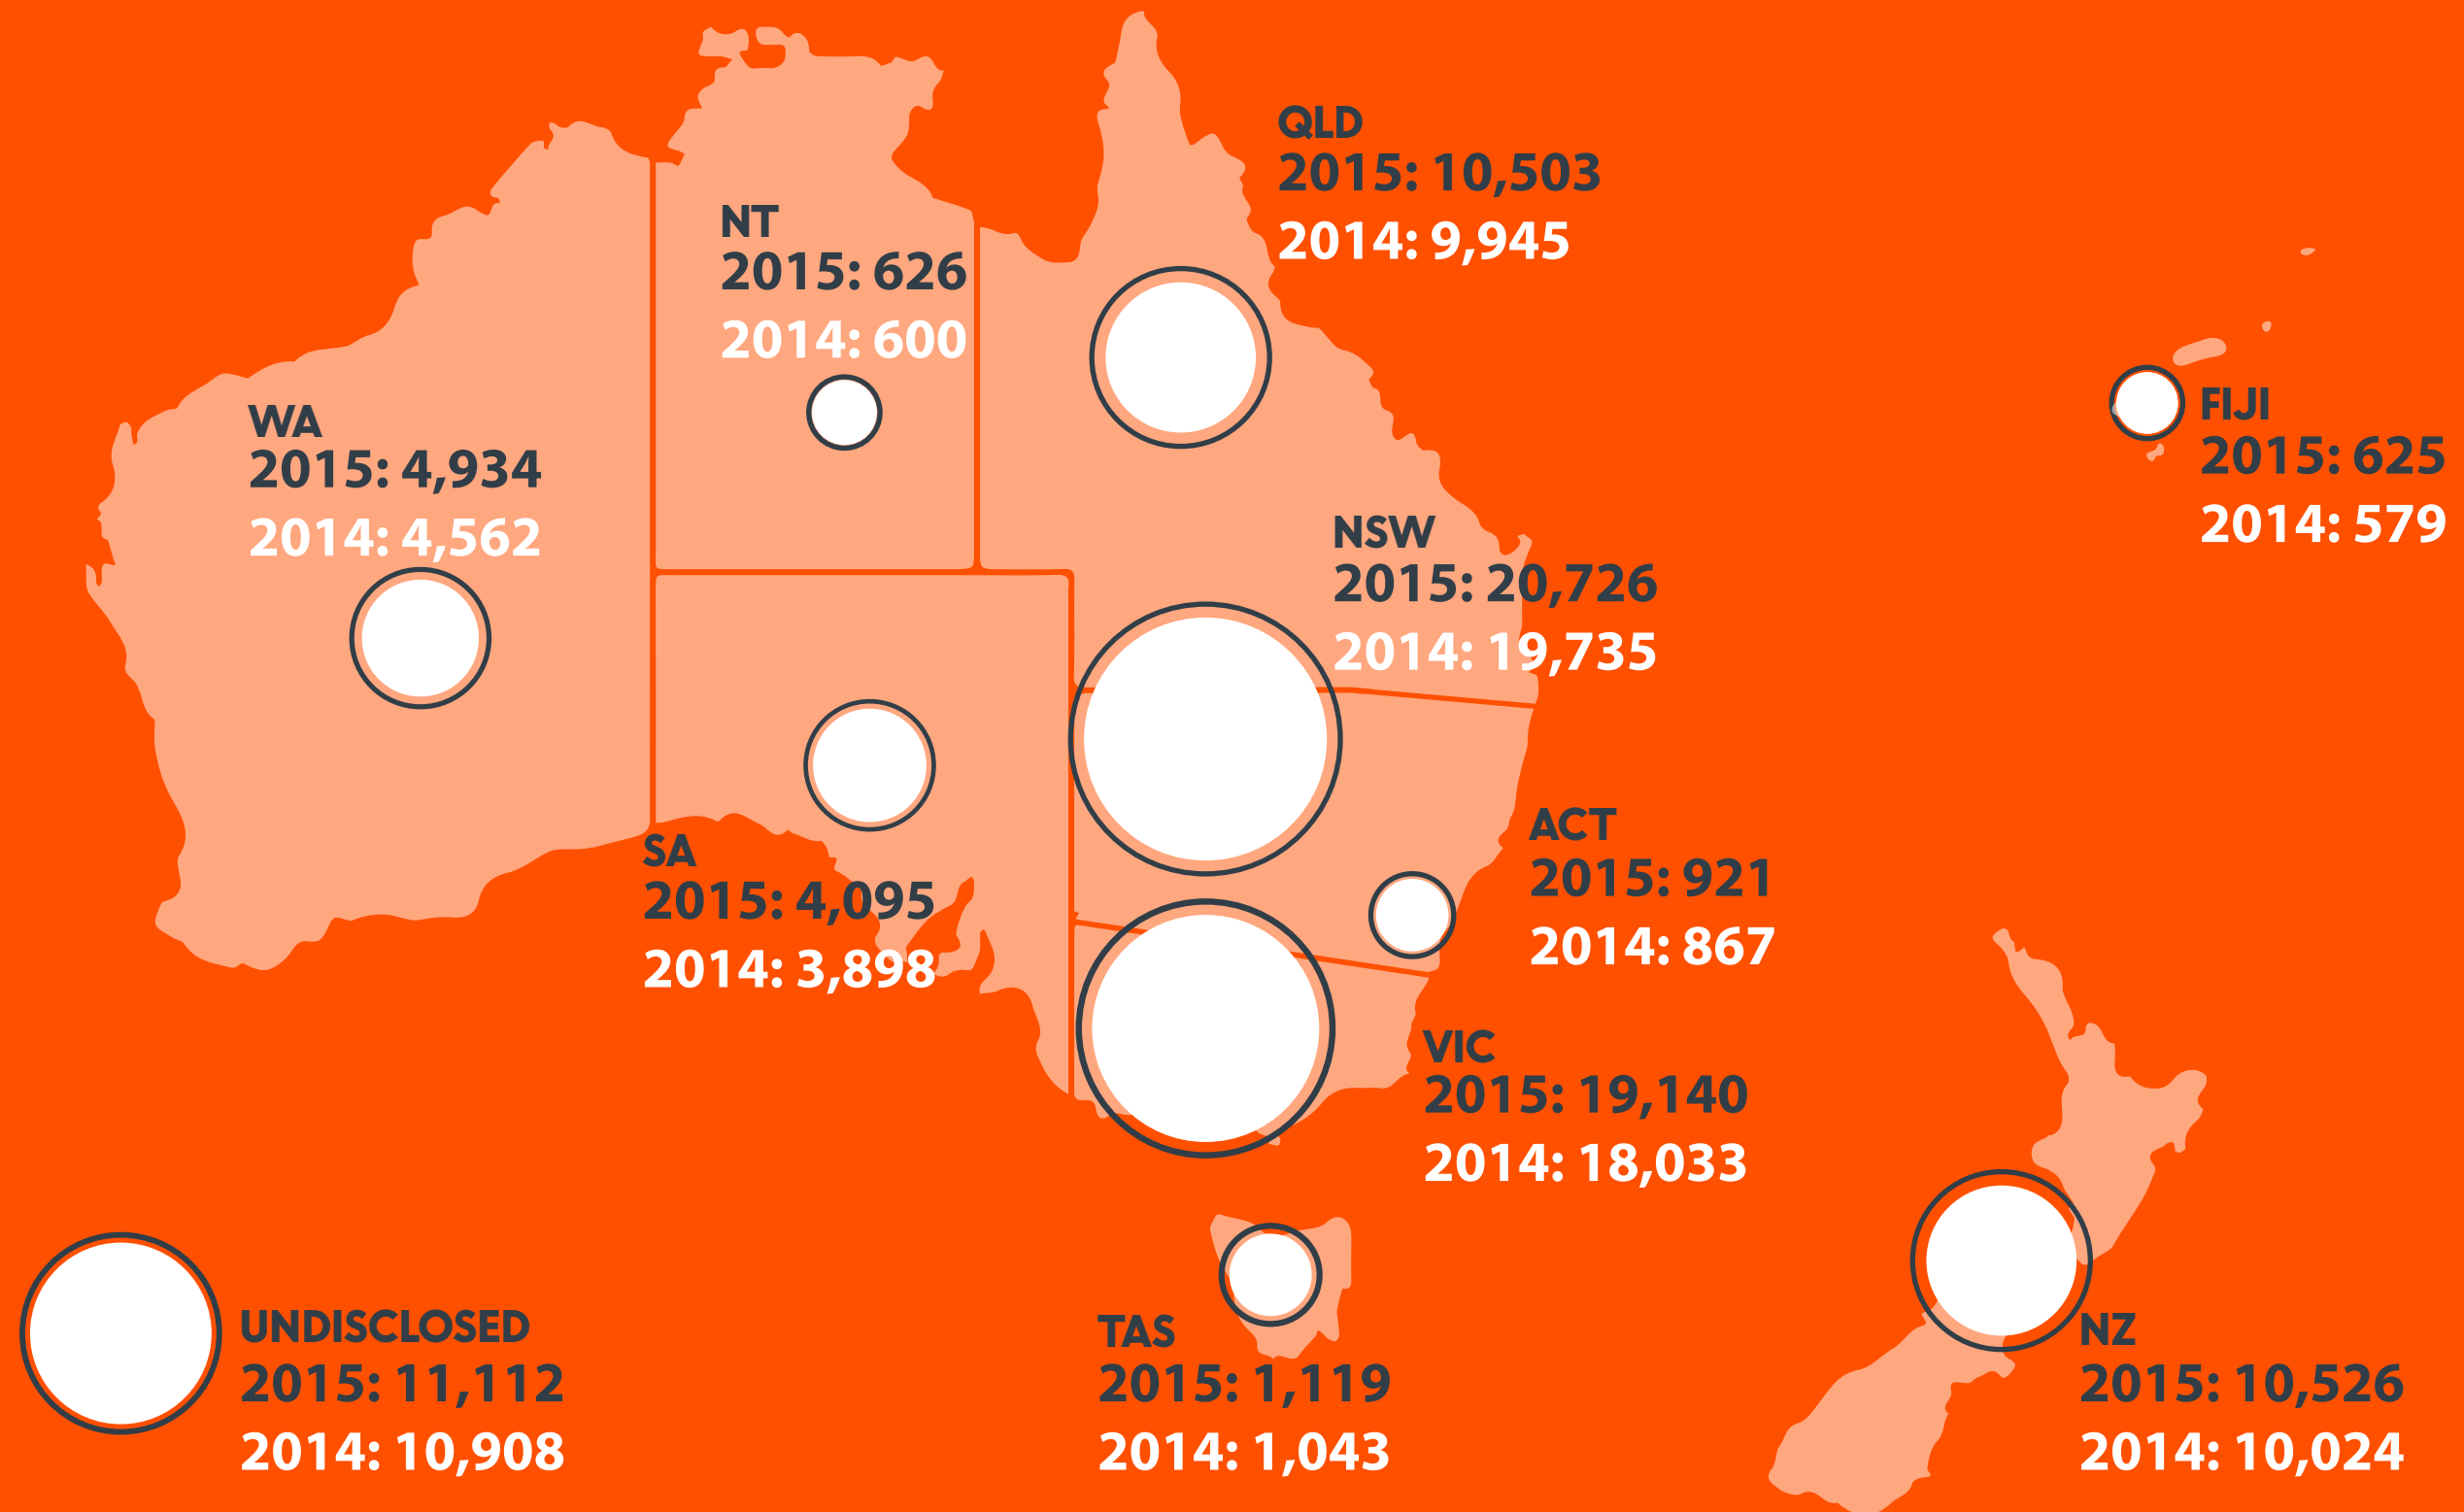 QLD
2015: 10,503
2014: 9,945
NT
2015: 626
2014: 600
WA
2015: 4,934
2014: 4,562
FIJI
2015: 625
2014: 579
NSW
2015: 20,726
2014: 19,735
SA
2015: 4,095
2014: 3,898
ACT
2015: 921
2014: 867
VIC
2015: 19,140
2014: 18,033
UNDISCLOSED
2015: 11,112
2014: 10,908
TAS
2015: 1,119
2014: 1,043
NZ
2015: 10,526
2014: 10,024